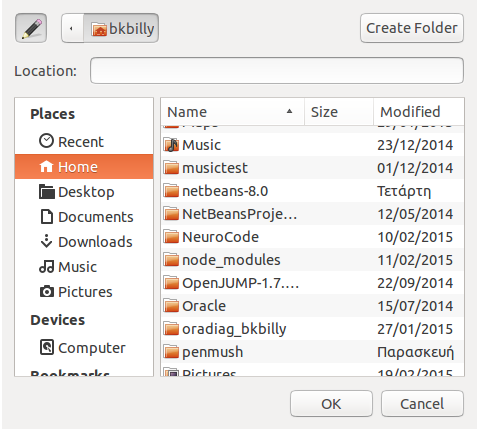 bkbilly Create Folder
Location:
Places
Recent
Home
Desktop
Documents
Downloads
Music
Pictures
Devices
Computer
Bookmarks
Name Size Modified
Music 23/12/2014
musictest 01/12/2014
netbeans-8.0 Τετάρτη
NetBeansProje... 12/05/2014
NeuroCode 10/02/2015
node_modules 11/02/2015
OpenJUMP-1.7.... 22/09/2014
Oracle 15/07/2014
oradiag_bkbilly 27/01/2015
penmush Παρασκευή
Pictures 19/02/2015
OK Cancel